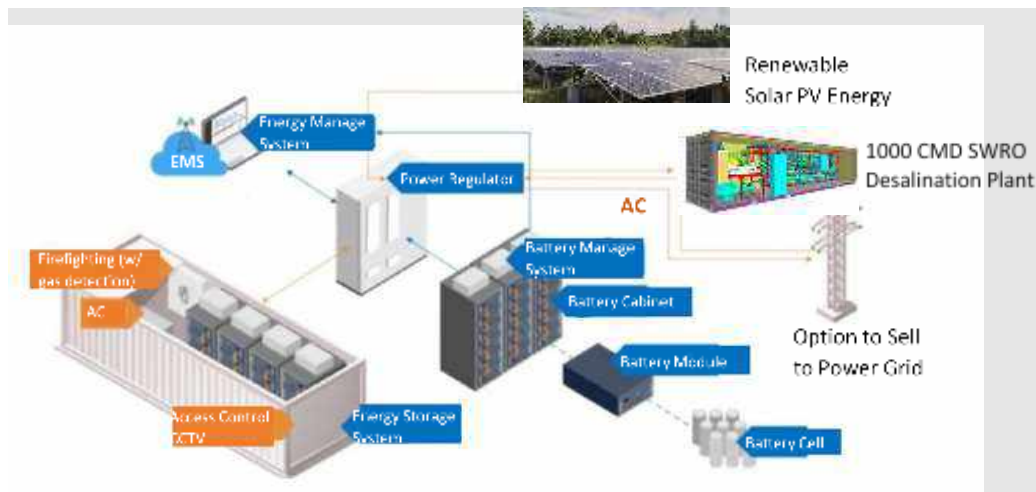 Renewable
Solar PV Energy
Energy Manage
System
EMS
1000 CMD SWRO
Desalination Plant
Power Regulator
AC
Firefighting (w/
gas detection)
AC
Battery Manage
System
Battery Cabinet
Option to Sell
to Power Grid
Battery Module
Access Control
CCTV
Energy Storage
System
Battery Cell